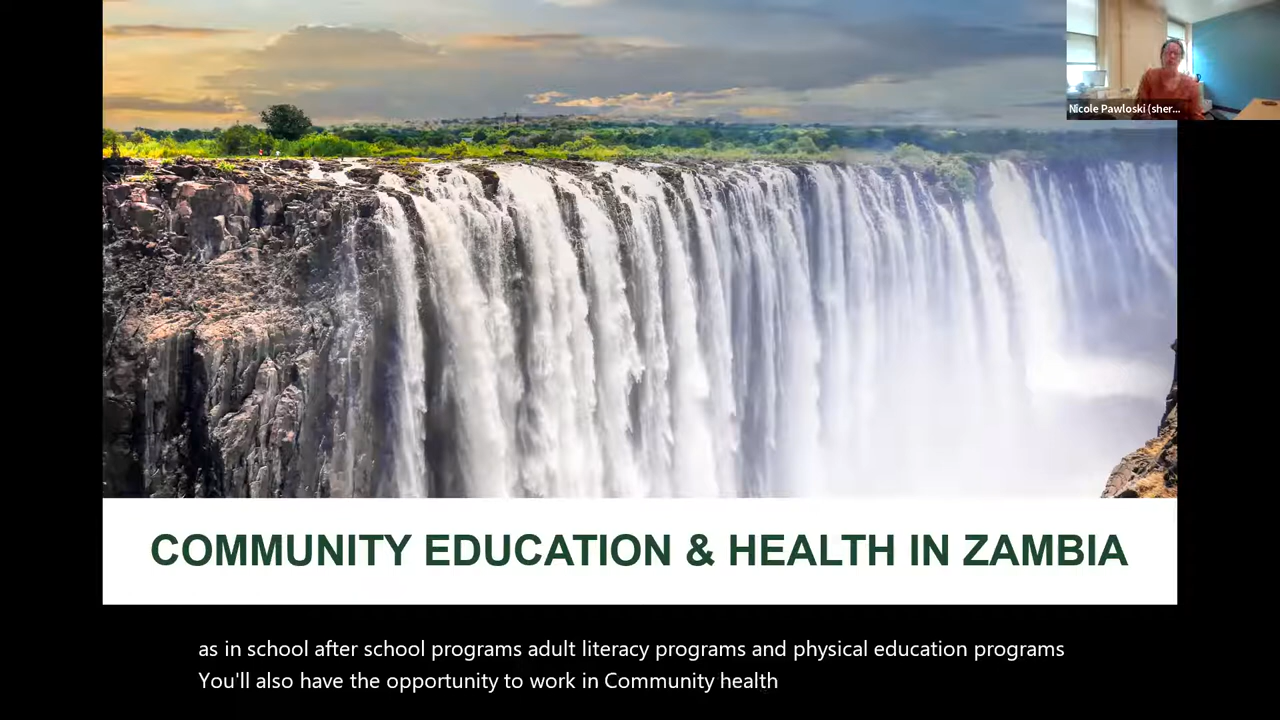 Nicole Pawloski (sher...
COMMUNITY EDUCATION & HEALTH IN ZAMBIA
as in school after school programs adult literacy programs and physical education programs
You'll also have the opportunity to work in Community health